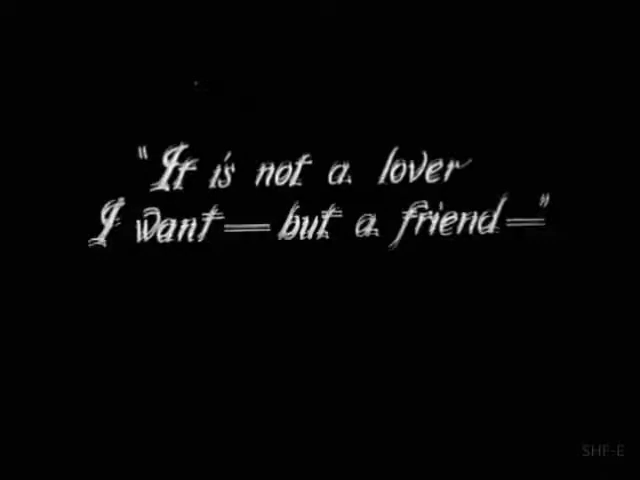 "It is not a lover
I want — but a friend —"
SHF-E